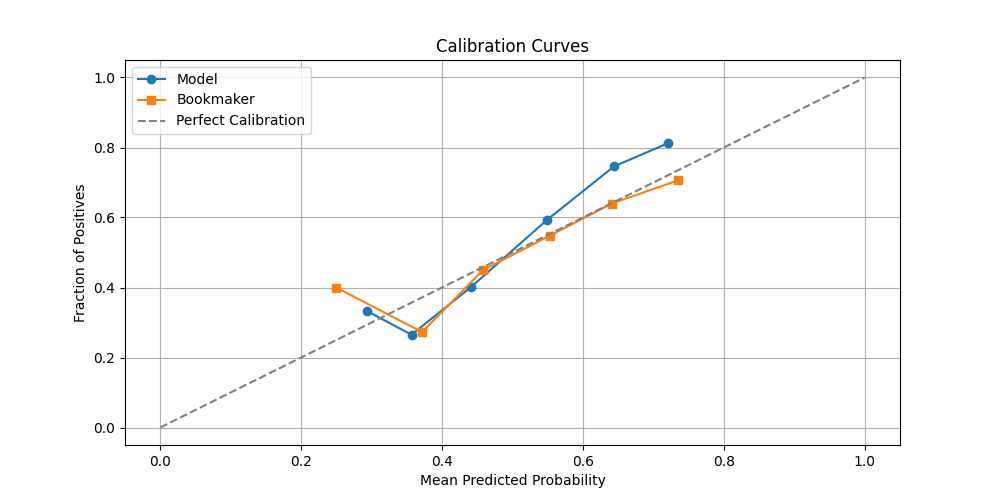 Calibration Curves
Model
Bookmaker
Perfect Calibration
Fraction of Positives
1.0
0.8
0.6
0.4
0.2
0.0
0.0 0.2 0.4 0.6 0.8 1.0
Mean Predicted Probability